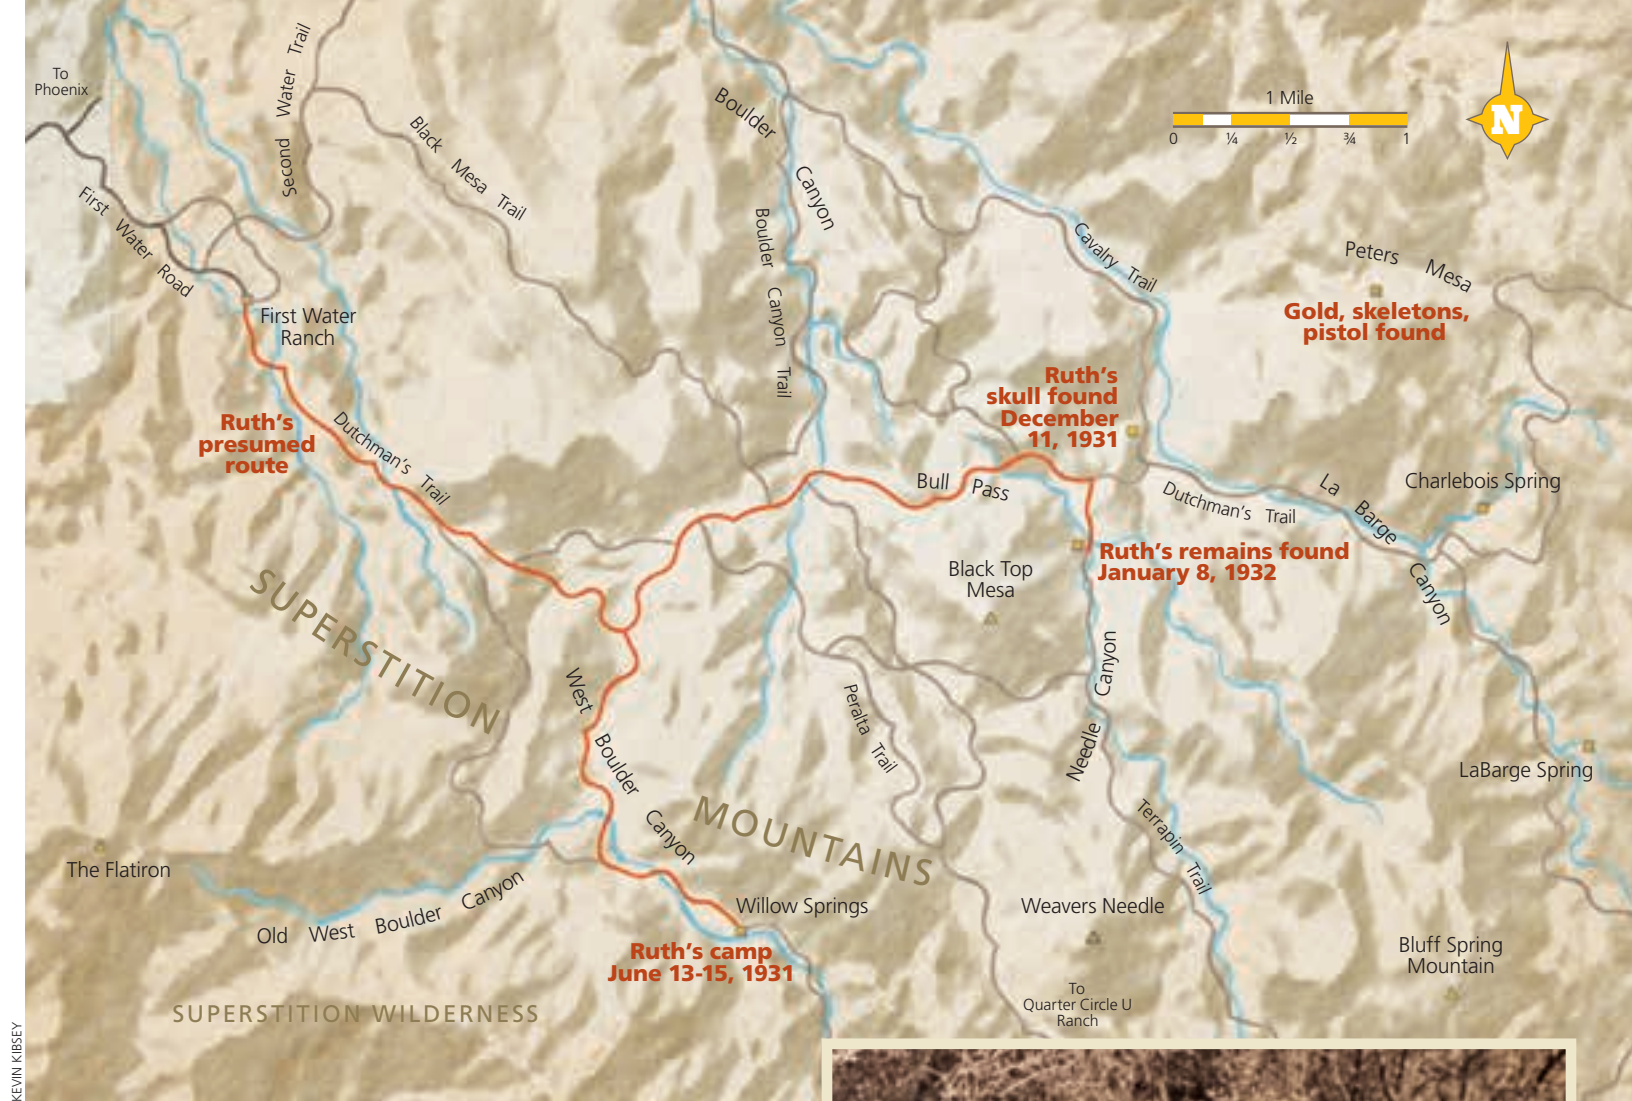 To
Phoenix
Second Water Trail
Black Mesa Trail
Boulder Canyon
Boulder Canyon Trail
1 Mile
0 ¼ ½ ¾ 1
N
First Water Road
First Water
Ranch
Cavalry Trail
Peters Mesa
Gold, skeletons,
pistol found
Ruth's
skull found
December
11, 1931
Ruth's
presumed
route
Dutchman's Trail
Bull Pass
Dutchman's Trail
La Barge Canyon
Charlebois Spring
Ruth's remains found
January 8, 1932
Black Top
Mesa
SUPERSTITION
MOUNTAINS
West Boulder Canyon
Peralta Trail
Needle Canyon
Terrapin Trail
LaBarge Spring
The Flatiron
Old West Boulder Canyon
Willow Springs
Ruth's camp
June 13-15, 1931
Weavers Needle
Bluff Spring
Mountain
To
Quarter Circle U
Ranch
SUPERSTITION WILDERNESS
KEVIN KIBSEY